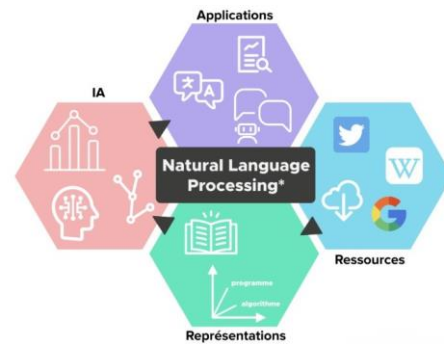 Applications
IA
Natural Language
Processing*
Ressources
programme
algorithme
Représentations